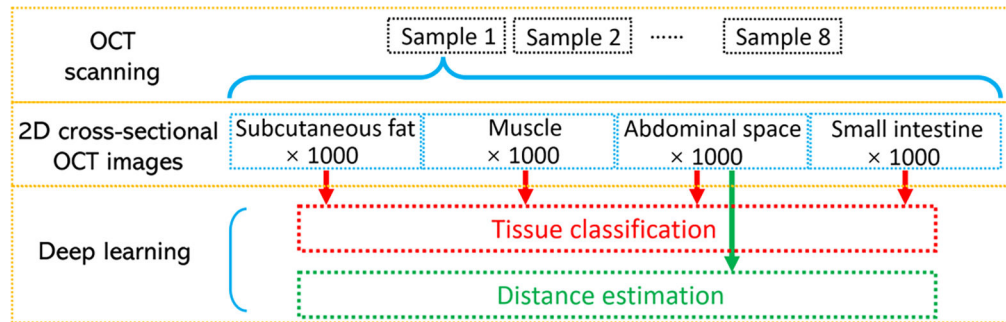 OCT
scanning
Sample 1 Sample 2 ...... Sample 8
2D cross-sectional
OCT images
Subcutaneous fat
× 1000
Muscle
× 1000
Abdominal space
× 1000
Small intestine
× 1000
Deep learning
Tissue classification
Distance estimation